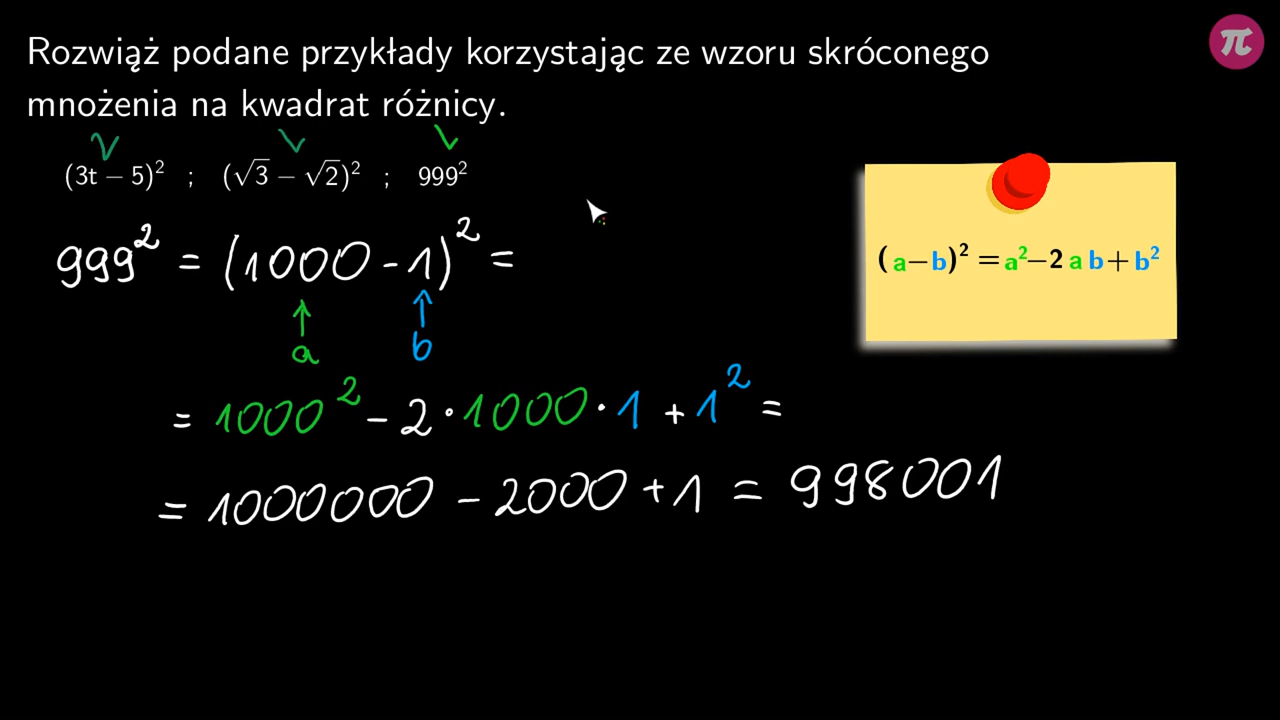 Rozwiąż podane przykłady korzystając ze wzoru skróconego
mnożenia na kwadrat różnicy.
(3t − 5)² ; (√3 − √2)² ; 999²
999² = (1000 - 1)² =
a b
= 1000² - 2 · 1000 · 1 + 1² =
= 1000000 - 2000 + 1 = 998001
(a−b)² = a²−2ab+b²
π